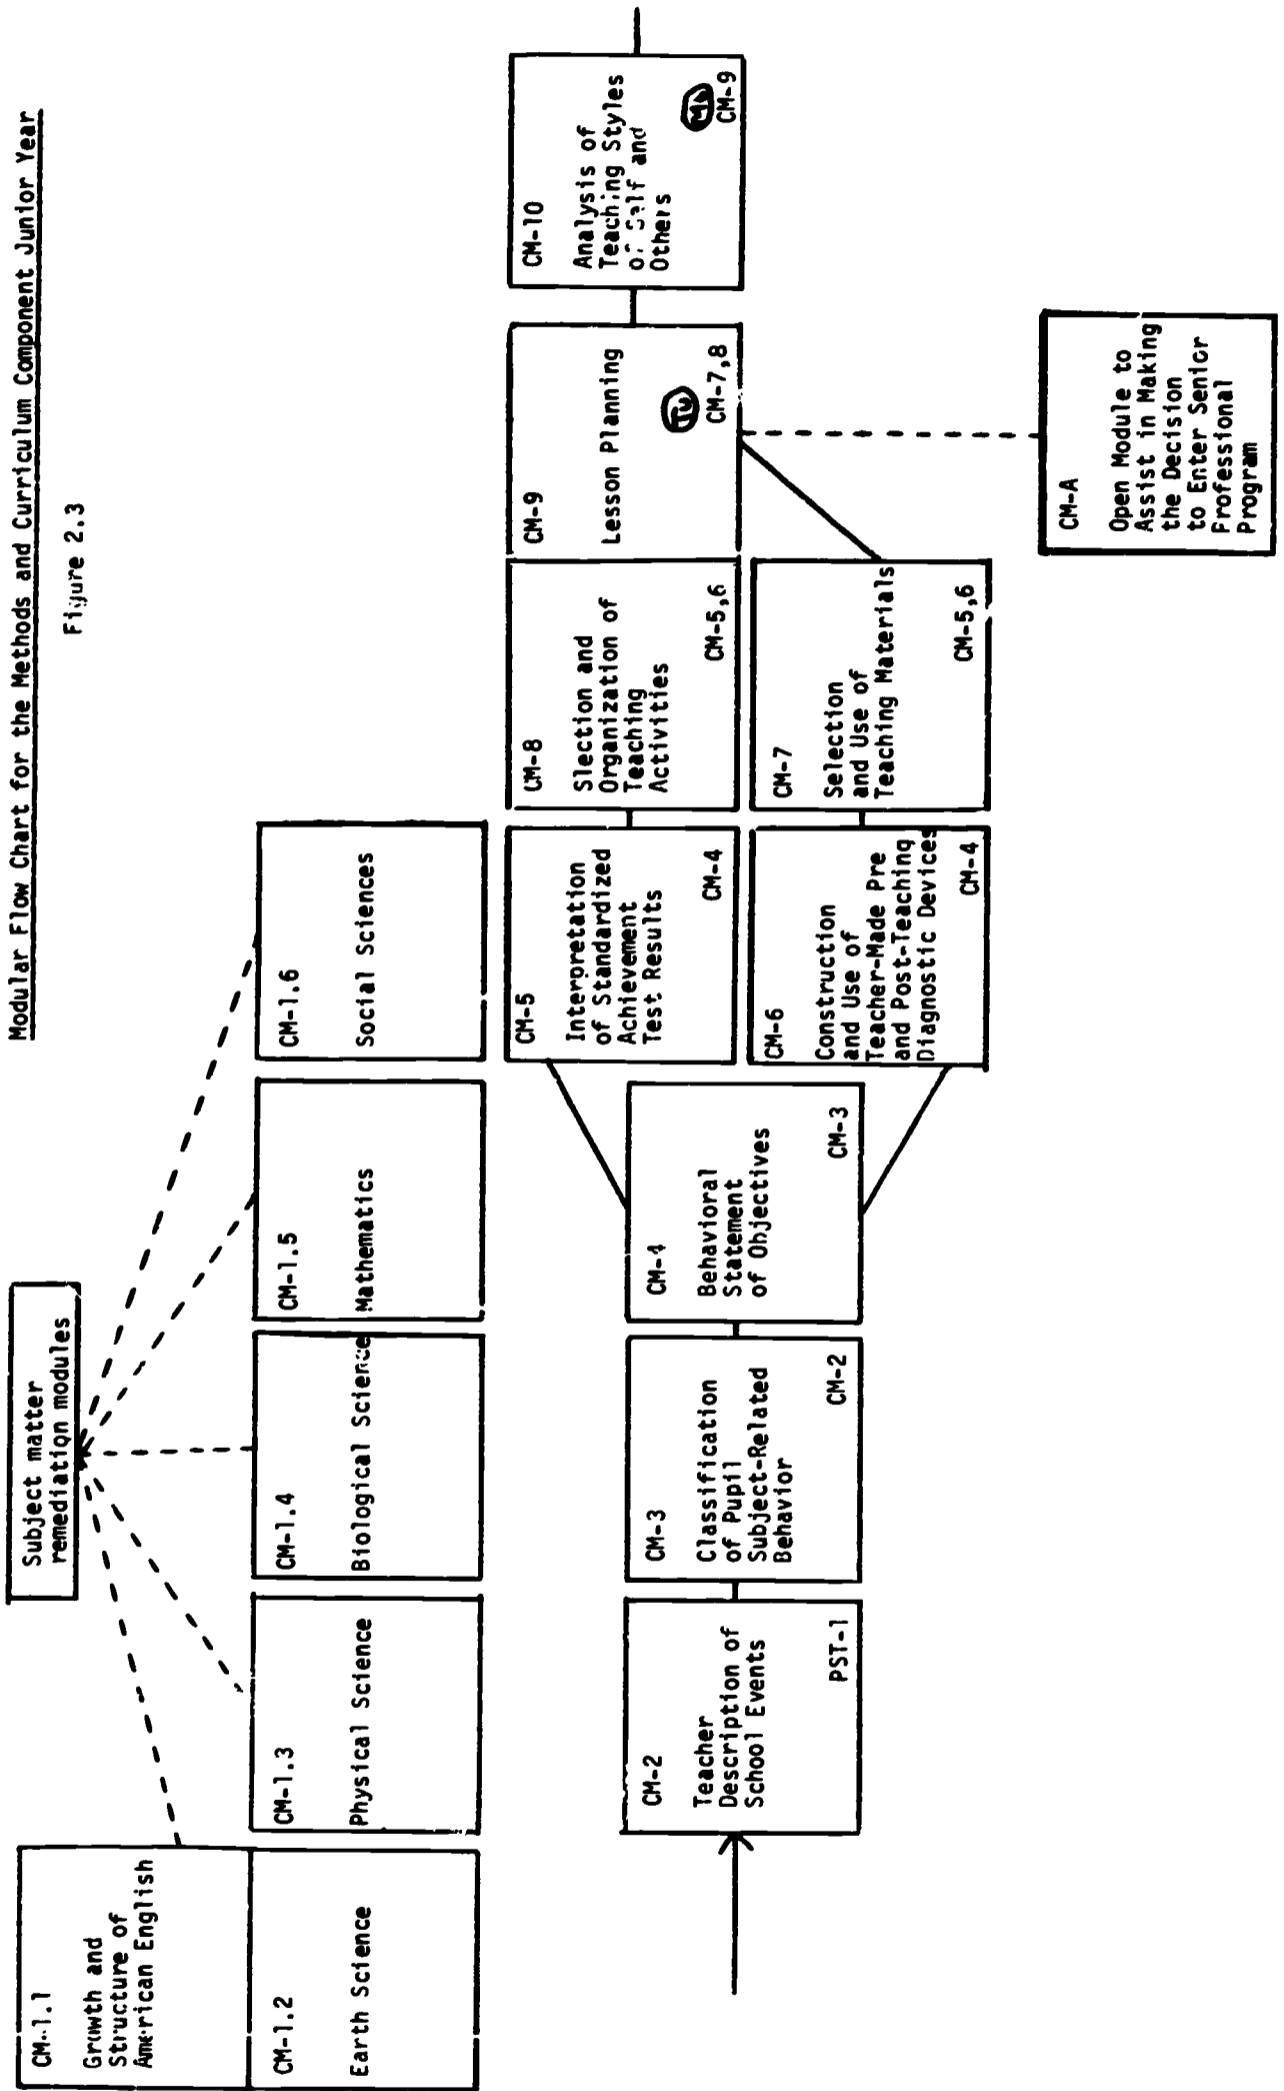 Modular Flow Chart for the Methods and Curriculum Component Junior Year
Figure 2.3
Subject matter
remediation modules
CM-1.1
Growth and
Structure of
American English
CM-1.2
Earth Science
CM-1.3
Physical Science
CM-1.4
Biological Science
CM-1.5
Mathematics
CM-1.6
Social Sciences
CM-2
Teacher
Description of
School Events
PST-1
CM-3
Classification
of Pupil
Subject-Related
Behavior
CM-2
CM-4
Behavioral
Statement
of Objectives
CM-3
CM-5
Interpretation
of Standardized
Achievement
Test Results
CM-4
CM-6
Construction
and Use of
Teacher-Made Pre
and Post-Teaching
Diagnostic Devices
CM-4
CM-8
Slection and
Organization of
Teaching
Activities
CM-5,6
CM-7
Selection
and Use of
Teaching Materials
CM-5,6
CM-9
Lesson Planning
Tu
CM-7,8
CM-10
Analysis of
Teaching Styles
of Self and
Others
CM-9
CM-A
Open Module to
Assist in Making
the Decision
to Enter Senior
Professional
Program